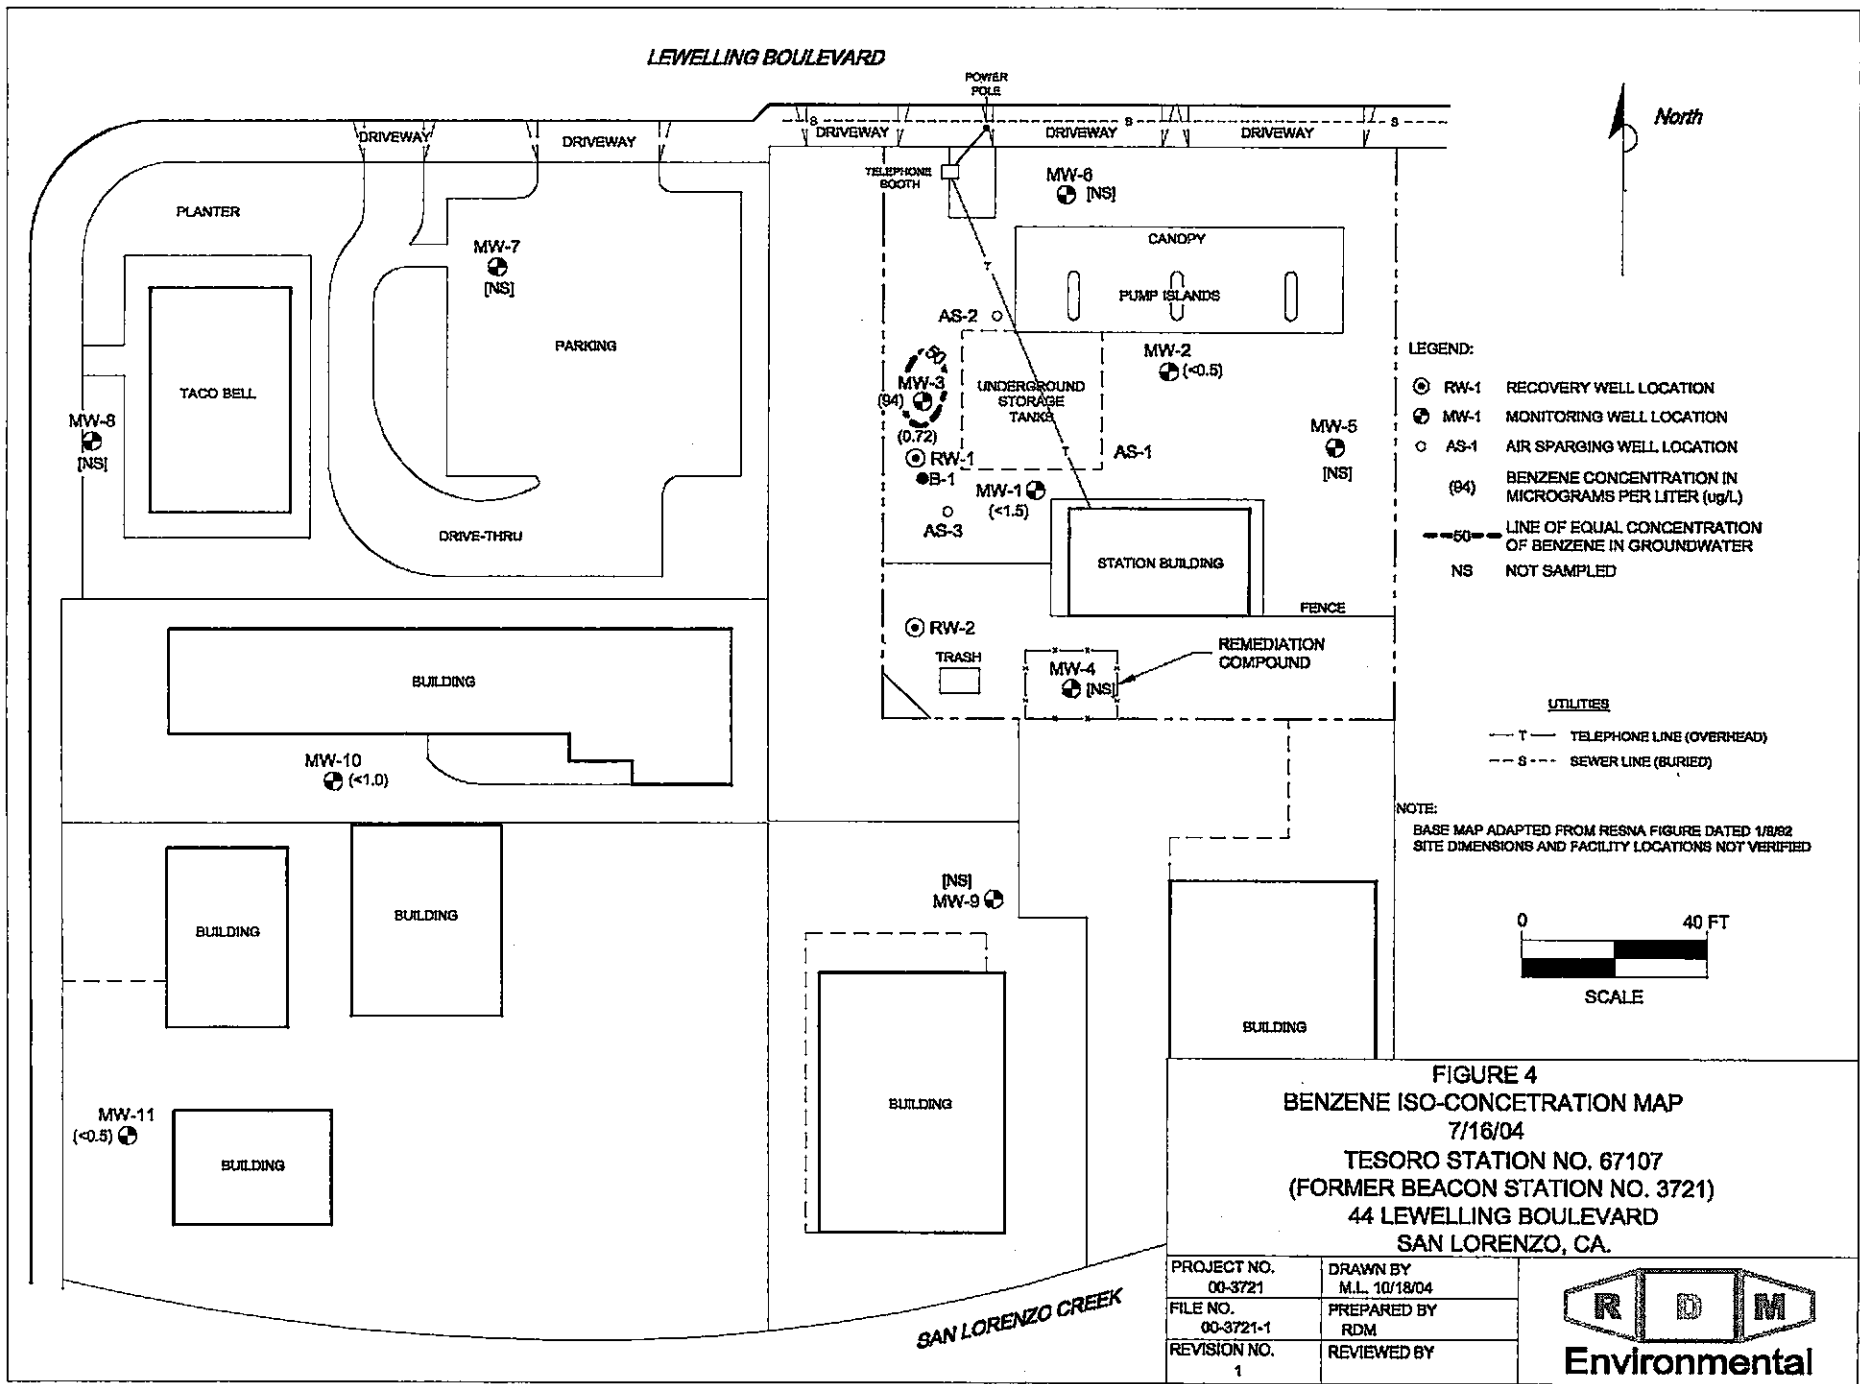 LEWELLING BOULEVARD
POWER
POLE
North
S
S
S
DRIVEWAY
DRIVEWAY
DRIVEWAY
DRIVEWAY
DRIVEWAY
TELEPHONE
BOOTH
MW-6
[NS]
PLANTER
MW-7
[NS]
CANOPY
T
PUMP ISLANDS
AS-2
PARKING
TACO BELL
50
MW-3
(94)
(0.72)
UNDERGROUND
STORAGE
TANKS
MW-2
(<0.5)
MW-8
[NS]
MW-5
[NS]
T
AS-1
RW-1
B-1
MW-1
(<1.5)
AS-3
DRIVE-THRU
STATION BUILDING
FENCE
LEGEND:
RW-1 RECOVERY WELL LOCATION
MW-1 MONITORING WELL LOCATION
AS-1 AIR SPARGING WELL LOCATION
(94) BENZENE CONCENTRATION IN
MICROGRAMS PER LITER (ug/L)
50 LINE OF EQUAL CONCENTRATION
OF BENZENE IN GROUNDWATER
NS NOT SAMPLED
RW-2
TRASH
MW-4
[NS]
REMEDIATION
COMPOUND
BUILDING
MW-10
(<1.0)
UTILITIES
T TELEPHONE LINE (OVERHEAD)
S SEWER LINE (BURIED)
NOTE:
BASE MAP ADAPTED FROM RESNA FIGURE DATED 1/8/92
SITE DIMENSIONS AND FACILITY LOCATIONS NOT VERIFIED
BUILDING
BUILDING
[NS]
MW-9
0 40 FT
SCALE
BUILDING
BUILDING
MW-11
(<0.5)
BUILDING
SAN LORENZO CREEK
FIGURE 4
BENZENE ISO-CONCETRATION MAP
7/16/04
TESORO STATION NO. 67107
(FORMER BEACON STATION NO. 3721)
44 LEWELLING BOULEVARD
SAN LORENZO, CA.
PROJECT NO.
00-3721
DRAWN BY
M.L. 10/18/04
FILE NO.
00-3721-1
PREPARED BY
RDM
REVISION NO.
1
REVIEWED BY
R D M
Environmental